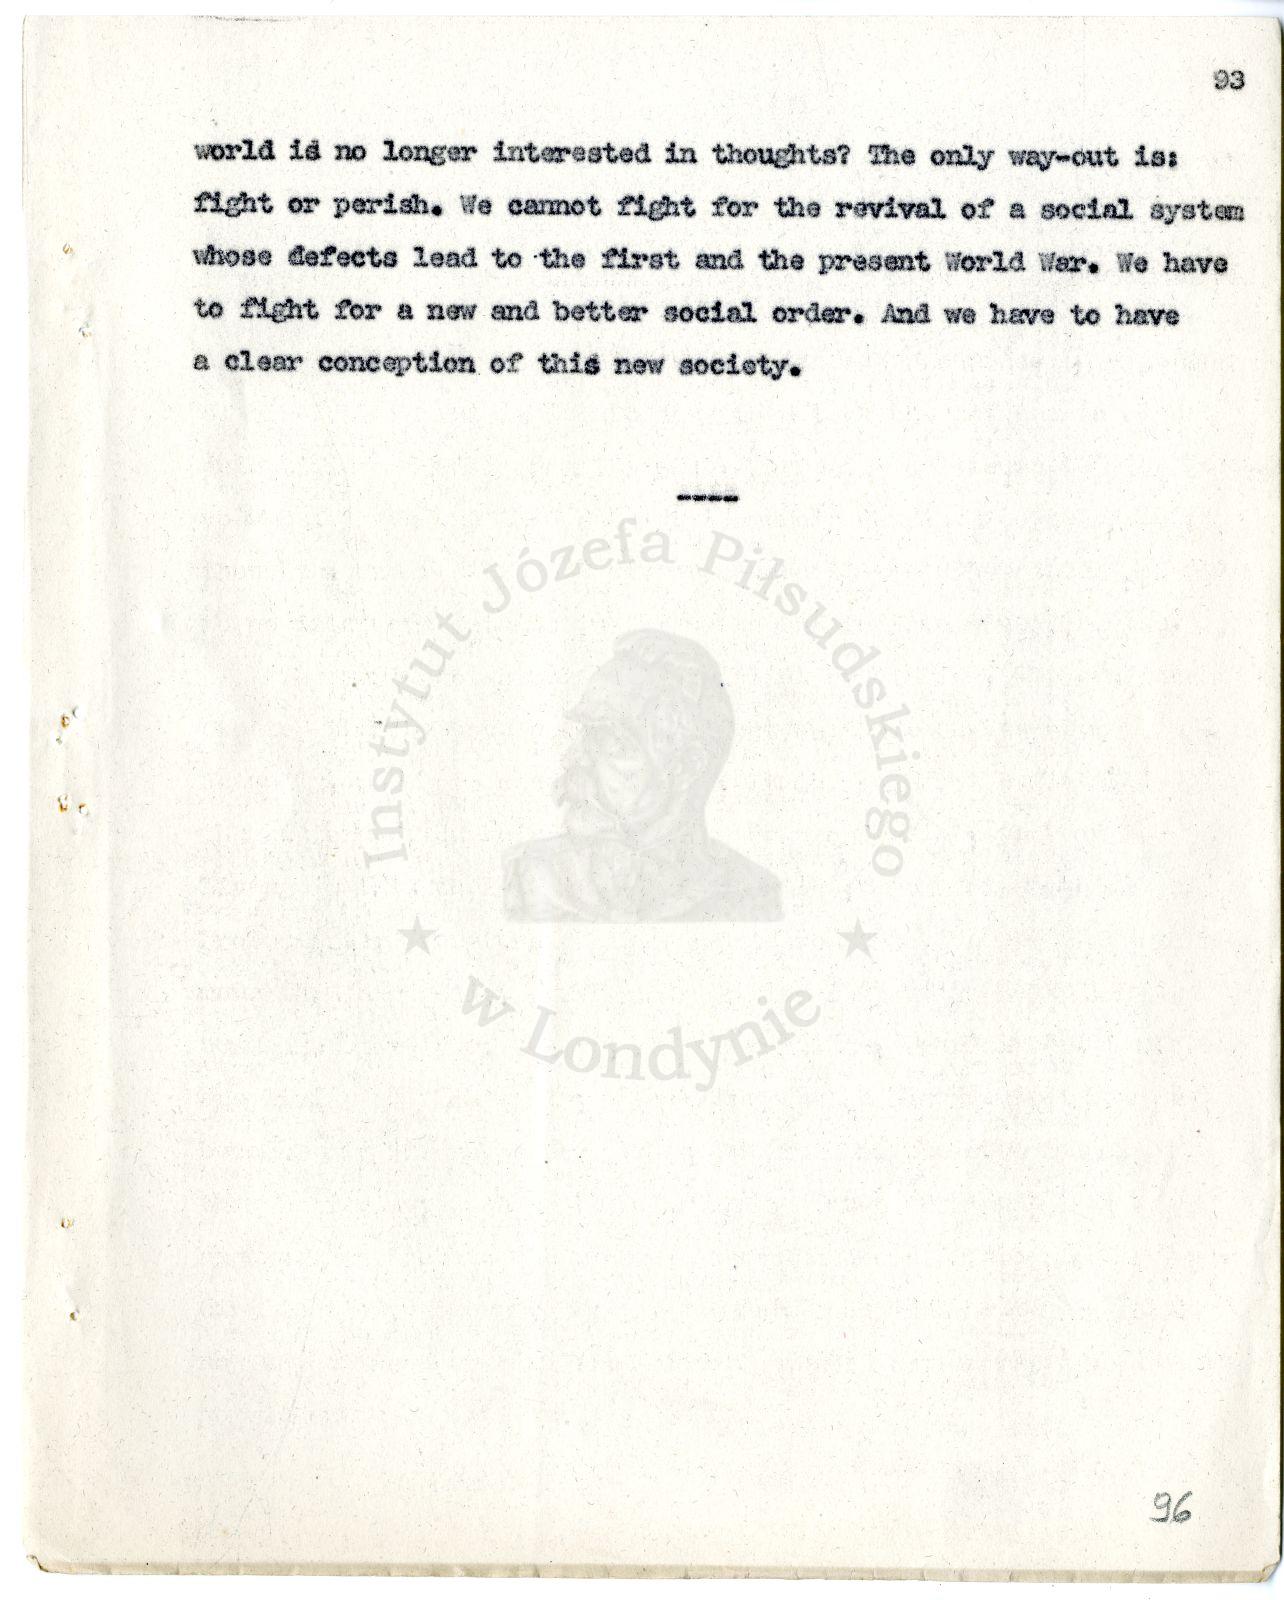 93
world is no longer interested in thoughts? The only way-out is:
fight or perish. We cannot fight for the revival of a social system
whose defects lead to the first and the present World War. We have
to fight for a new and better social order. And we have to have
a clear conception of this new society.
----
Instytut Józefa Piłsudskiego
w Londynie
96